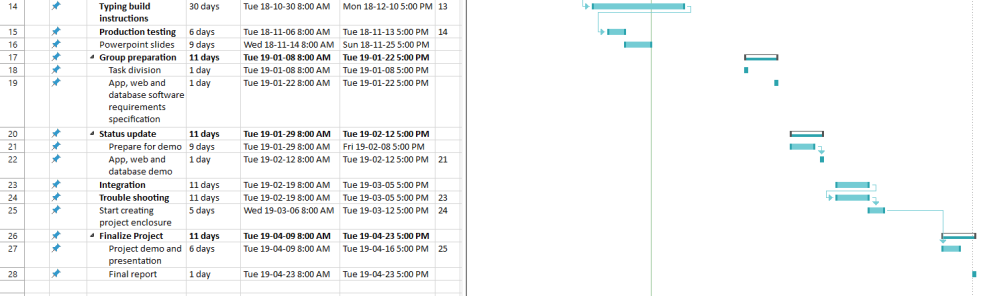 14 Typing build 30 days Tue 18-10-30 8:00 AM Mon 18-12-10 5:00 PM 13
instructions
15 Production testing 6 days Tue 18-11-06 8:00 AM Tue 18-11-13 5:00 PM 14
16 Powerpoint slides 9 days Wed 18-11-14 8:00 AM Sun 18-11-25 5:00 PM
17 Group preparation 11 days Tue 19-01-08 8:00 AM Tue 19-01-22 5:00 PM
18 Task division 1 day Tue 19-01-08 8:00 AM Tue 19-01-08 5:00 PM
19 App, web and 1 day Tue 19-01-22 8:00 AM Tue 19-01-22 5:00 PM
database software
requirements
specification
20 Status update 11 days Tue 19-01-29 8:00 AM Tue 19-02-12 5:00 PM
21 Prepare for demo 9 days Tue 19-01-29 8:00 AM Fri 19-02-08 5:00 PM
22 App, web and 1 day Tue 19-02-12 8:00 AM Tue 19-02-12 5:00 PM 21
database demo
23 Integration 11 days Tue 19-02-19 8:00 AM Tue 19-03-05 5:00 PM
24 Trouble shooting 11 days Tue 19-02-19 8:00 AM Tue 19-03-05 5:00 PM 23
25 Start creating 5 days Wed 19-03-06 8:00 AM Tue 19-03-12 5:00 PM 24
project enclosure
26 Finalize Project 11 days Tue 19-04-09 8:00 AM Tue 19-04-23 5:00 PM
27 Project demo and 6 days Tue 19-04-09 8:00 AM Tue 19-04-16 5:00 PM 25
presentation
28 Final report 1 day Tue 19-04-23 8:00 AM Tue 19-04-23 5:00 PM